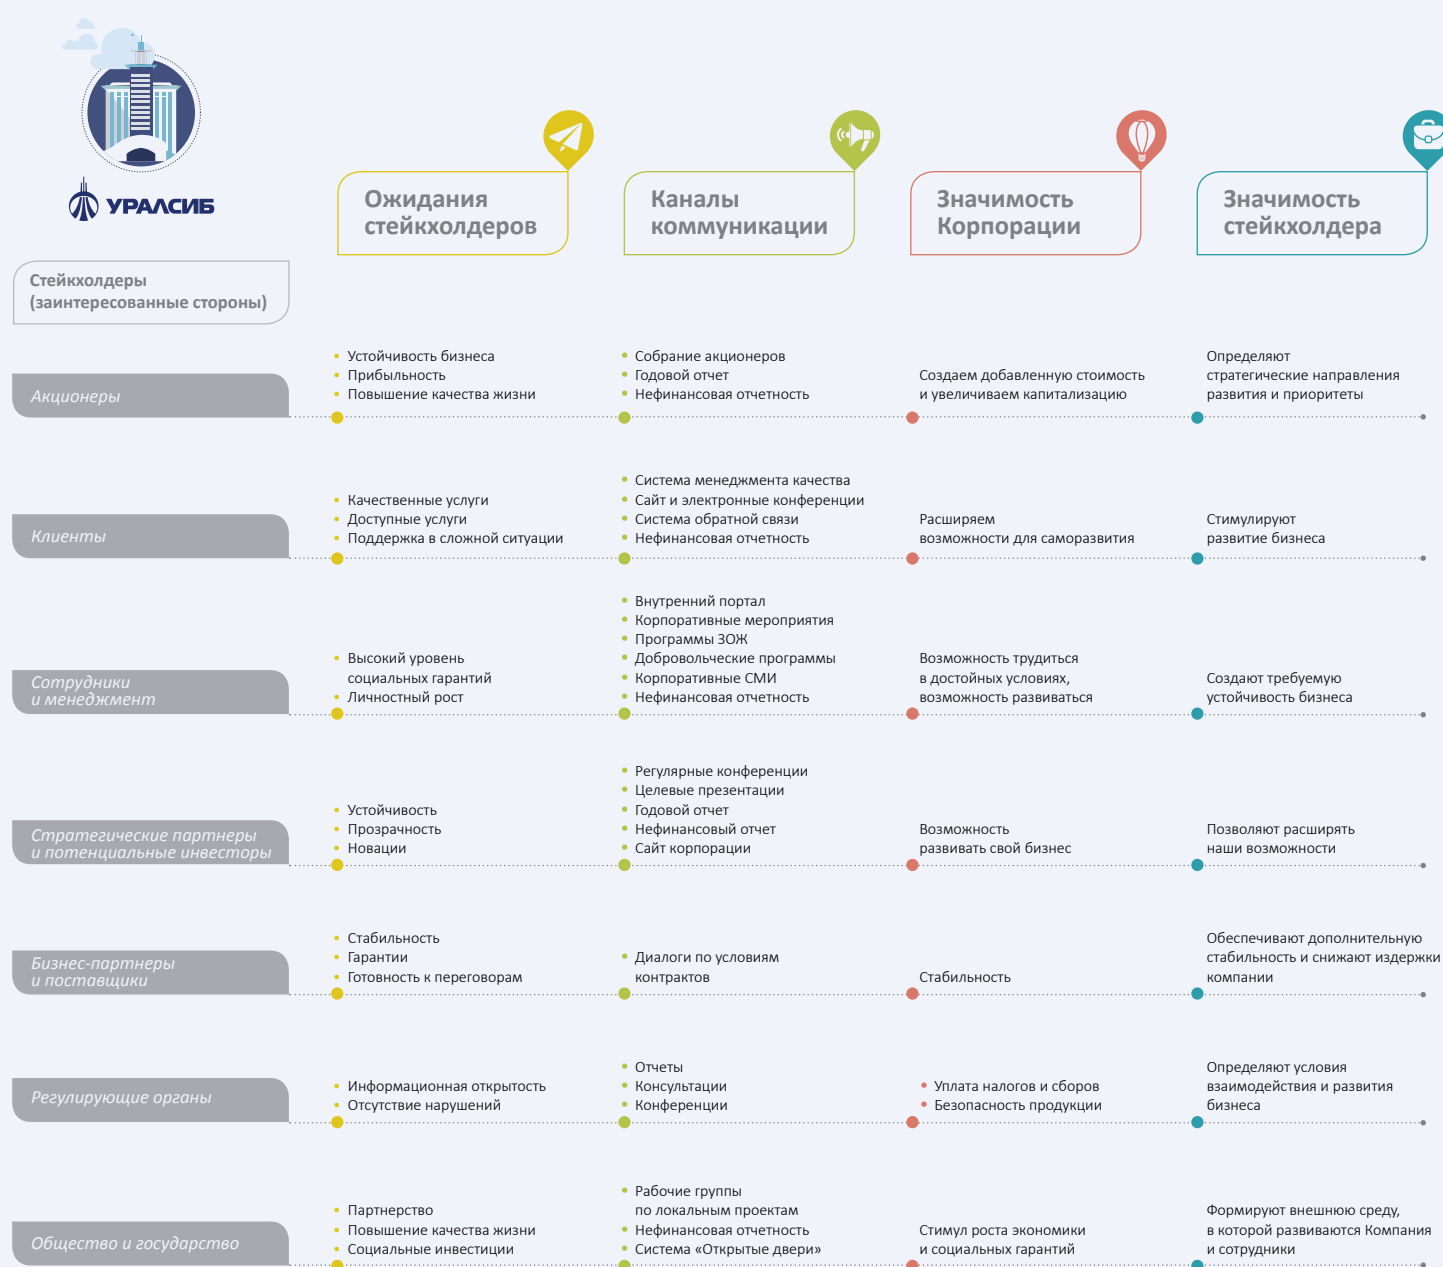 УРАЛСИБ
Ожидания
стейкхолдеров
Каналы
коммуникации
Значимость
Корпорации
Значимость
стейкхолдера
Стейкхолдеры
(заинтересованные стороны)
Акционеры
• Устойчивость бизнеса
• Прибыльность
• Повышение качества жизни
• Собрание акционеров
• Годовой отчет
• Нефинансовая отчетность
Создаем добавленную стоимость
и увеличиваем капитализацию
Определяют
стратегические направления
развития и приоритеты
Клиенты
• Качественные услуги
• Доступные услуги
• Поддержка в сложной ситуации
• Система менеджмента качества
• Сайт и электронные конференции
• Система обратной связи
• Нефинансовая отчетность
Расширяем
возможности для саморазвития
Стимулируют
развитие бизнеса
Сотрудники
и менеджмент
• Высокий уровень
социальных гарантий
• Личностный рост
• Внутренний портал
• Корпоративные мероприятия
• Программы ЗОЖ
• Добровольческие программы
• Корпоративные СМИ
• Нефинансовая отчетность
Возможность трудиться
в достойных условиях,
возможность развиваться
Создают требуемую
устойчивость бизнеса
Стратегические партнеры
и потенциальные инвесторы
• Устойчивость
• Прозрачность
• Новации
• Регулярные конференции
• Целевые презентации
• Годовой отчет
• Нефинансовый отчет
• Сайт корпорации
Возможность
развивать свой бизнес
Позволяют расширять
наши возможности
Бизнес-партнеры
и поставщики
• Стабильность
• Гарантии
• Готовность к переговорам
• Диалоги по условиям
контрактов
Стабильность
Обеспечивают дополнительную
стабильность и снижают издержки
компании
Регулирующие органы
• Информационная открытость
• Отсутствие нарушений
• Отчеты
• Консультации
• Конференции
• Уплата налогов и сборов
• Безопасность продукции
Определяют условия
взаимодействия и развития
бизнеса
Общество и государство
• Партнерство
• Повышение качества жизни
• Социальные инвестиции
• Рабочие группы
по локальным проектам
• Нефинансовая отчетность
• Система «Открытые двери»
Стимул роста экономики
и социальных гарантий
Формируют внешнюю среду,
в которой развиваются Компания
и сотрудники